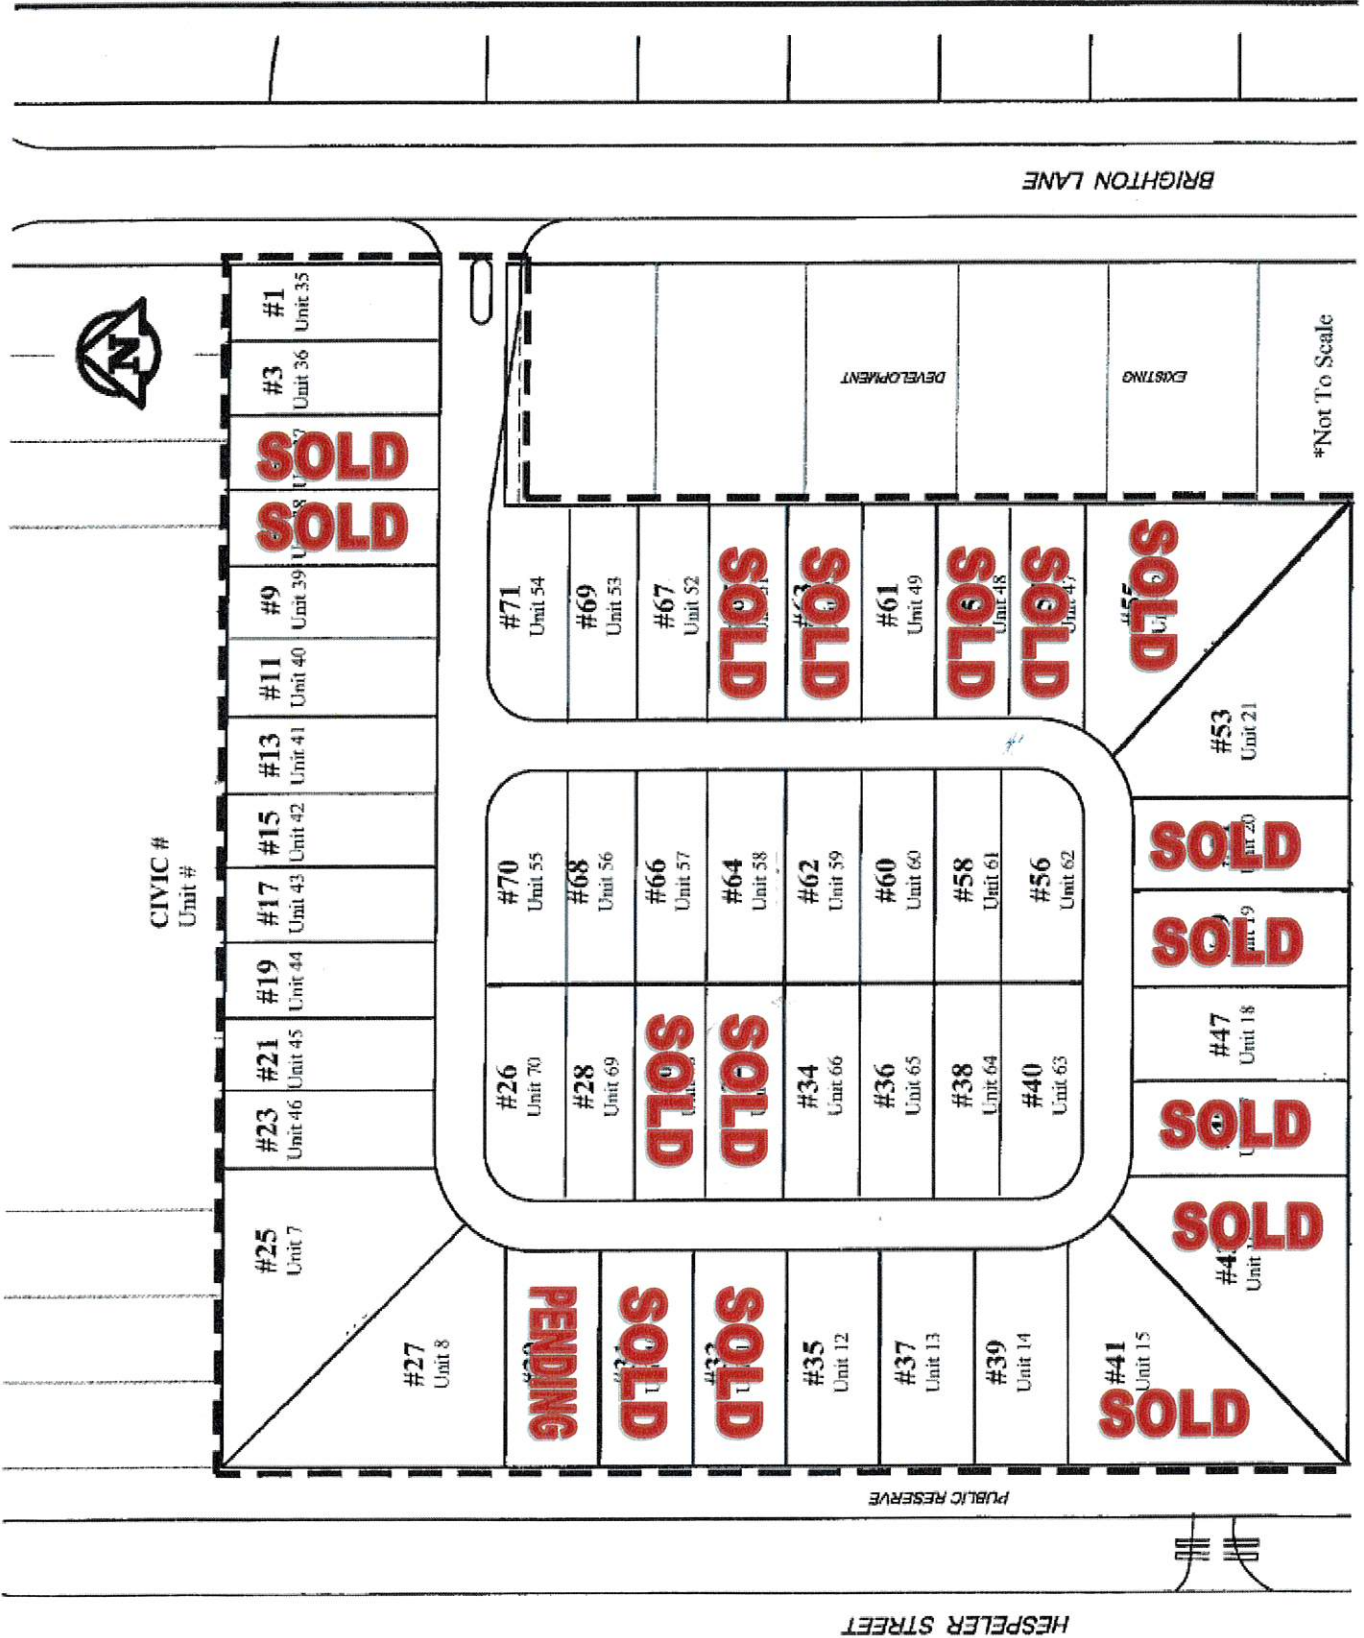 BRIGHTON LANE
N
CIVIC #
Unit #
#1
Unit 35
#3
Unit 36
SOLD
SOLD
#9
Unit 39
#11
Unit 40
#13
Unit 41
#15
Unit 42
#17
Unit 43
#19
Unit 44
#21
Unit 45
#23
Unit 46
#25
Unit 7
#27
Unit 8
PENDING
SOLD
SOLD
#35
Unit 12
#37
Unit 13
#39
Unit 14
#41
Unit 15
SOLD
SOLD
Unit
SOLD
#47
Unit 18
SOLD
SOLD
#53
Unit 21
SOLD
SOLD
SOLD
Unit 48
#61
Unit 49
SOLD
SOLD
#67
Unit 52
#69
Unit 53
#71
Unit 54
#70
Unit 55
#68
Unit 56
#66
Unit 57
#64
Unit 58
#62
Unit 59
#60
Unit 60
#58
Unit 61
#56
Unit 62
#26
Unit 70
#28
Unit 69
SOLD
SOLD
#34
Unit 66
#36
Unit 65
#38
Unit 64
#40
Unit 63
DEVELOPMENT
EXISTING
*Not To Scale
PUBLIC RESERVE
HESPELER STREET